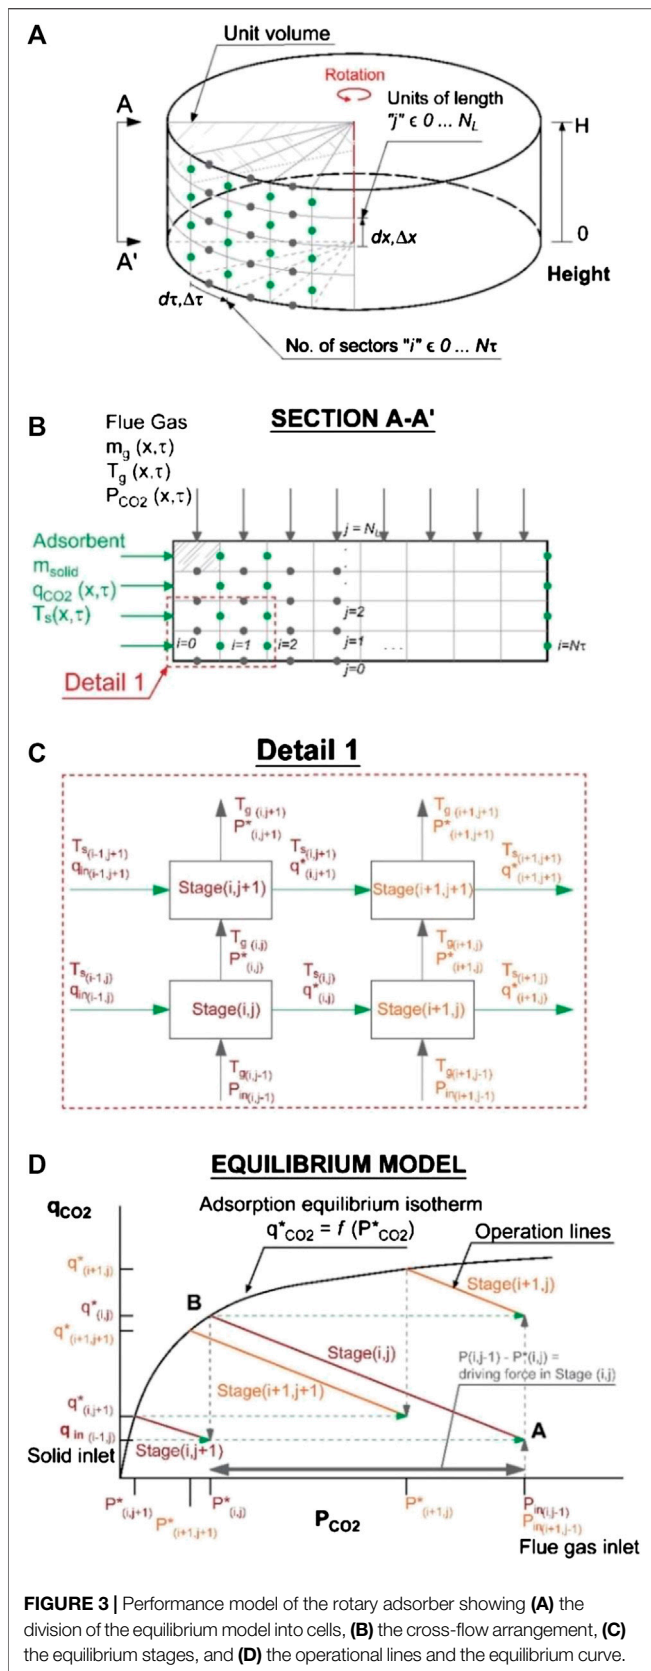 A
Unit volume
Rotation
Units of length
"j" ϵ 0 ... N_L
A
A'
H
0
Height
dx,Δx
dτ,Δτ
No. of sectors "i" ϵ 0 ... Nτ
B
SECTION A-A'
Flue Gas
m_g (x,τ)
T_g (x,τ)
P_CO2 (x,τ)
Adsorbent
m_solid
q_CO2 (x,τ)
T_s(x,τ)
j = N_L
j=2
j=1
j=0
i=0
i=1
i=2
. . .
i=Nτ
Detail 1
C
Detail 1
T_g (i,j+1)
P*_(i,j+1)
T_g (i+1,j+1)
P*_(i+1,j+1)
T_s(i-1,j+1)
q_in(i-1,j+1)
T_s(i,j+1)
q*_(i,j+1)
T_s(i+1,j+1)
q*_(i+1,j+1)
Stage(i,j+1)
Stage(i+1,j+1)
T_g (i,j)
P*_(i,j)
T_g(i+1,j)
P*_(i+1,j)
T_s(i-1,j)
q_in(i-1,j)
T_s(i,j)
q*_(i,j)
T_s(i+1,j)
q*_(i+1,j)
Stage(i,j)
Stage(i+1,j)
T_g(i,j-1)
P_in(i,j-1)
T_g(i+1,j-1)
P_in(i+1,j-1)
D
EQUILIBRIUM MODEL
q_CO2
Adsorption equilibrium isotherm
q*_CO2 = f (P*_CO2)
Operation lines
q*_(i+1,j)
Stage(i+1,j)
q*_(i,j)
B
q*_(i+1,j+1)
Stage(i,j)
P(i,j-1) - P*(i,j) =
driving force in Stage (i,j)
Stage(i+1,j+1)
q*_(i,j+1)
q_in (i-1,j)
A
Solid inlet
Stage(i,j+1)
P*_(i,j+1)
P*_(i+1,j+1)
P*_(i,j)
P_CO2
P*_(i+1,j)
P_in(i,j-1)
P_in(i+1,j-1)
Flue gas inlet
FIGURE 3 | Performance model of the rotary adsorber showing (A) the
division of the equilibrium model into cells, (B) the cross-flow arrangement, (C)
the equilibrium stages, and (D) the operational lines and the equilibrium curve.